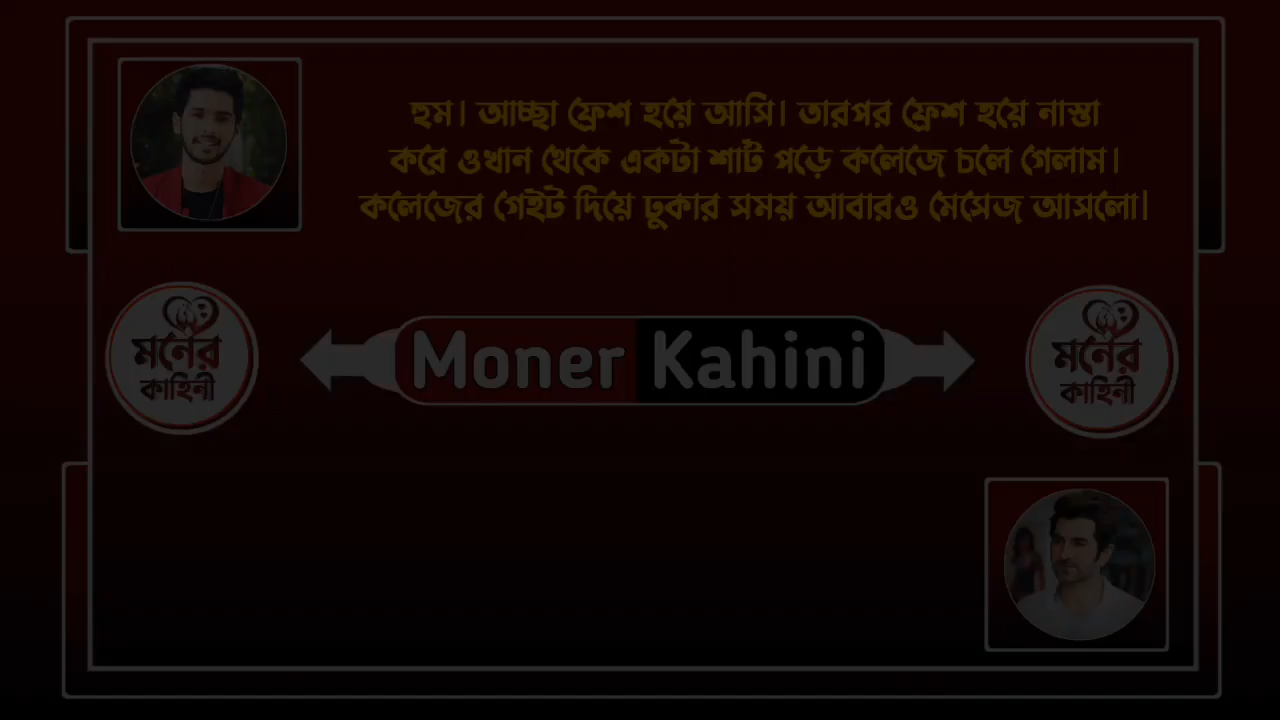 হুম। আচ্ছা ফ্রেশ হয়ে আসি। তারপর ফ্রেশ হয়ে নাস্তা
করে ওখান থেকে একটা শার্ট পড়ে কলেজে চলে গেলাম।
কলেজের গেইট দিয়ে ঢুকার সময় আবারও মেসেজ আসলো।
মনের
কাহিনী
Moner Kahini
মনের
কাহিনী